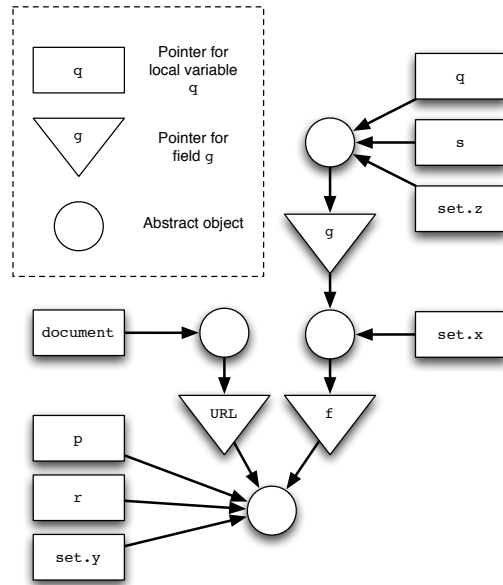 q
Pointer for
local variable
q
g
Pointer for
field g
Abstract object
q
s
set.z
g
document
set.x
URL
f
p
r
set.y